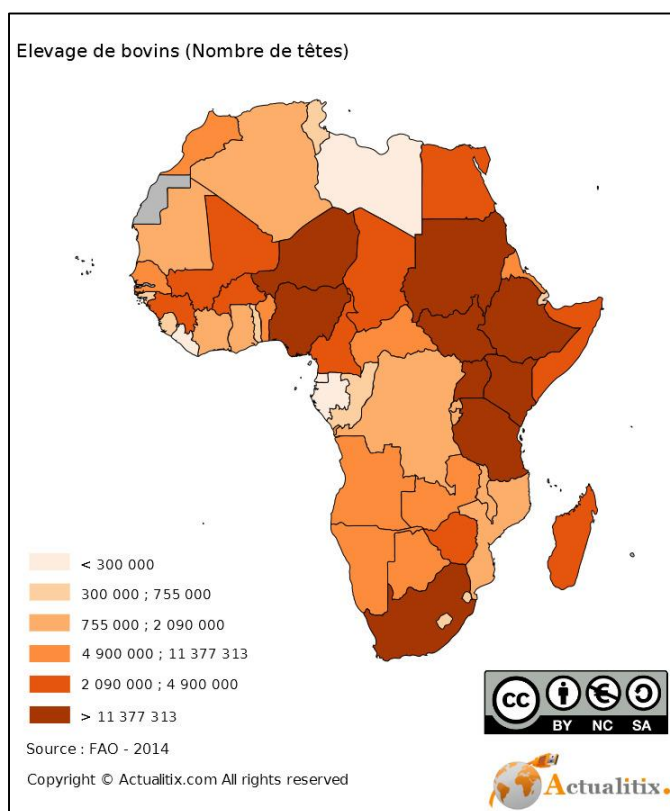 Elevage de bovins (Nombre de têtes)
< 300 000
300 000 ; 755 000
755 000 ; 2 090 000
4 900 000 ; 11 377 313
2 090 000 ; 4 900 000
> 11 377 313
Source : FAO - 2014
Copyright © Actualitix.com All rights reserved
cc
BY NC SA
Actualitix.